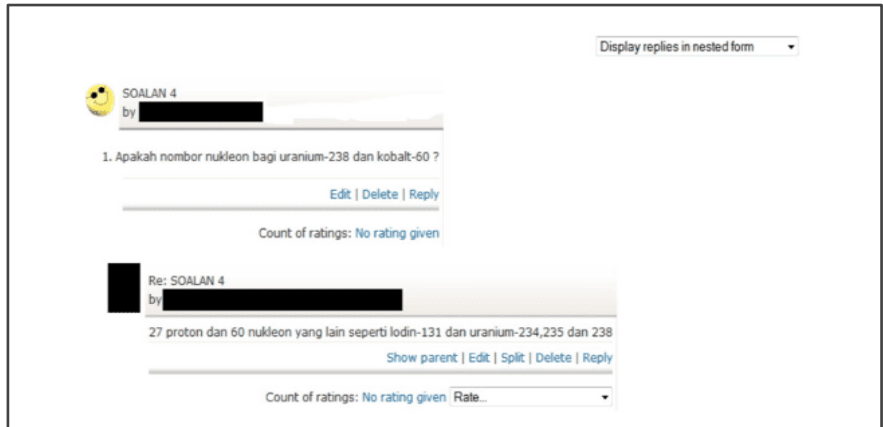 Display replies in nested form
SOALAN 4
by
1. Apakah nombor nukleon bagi uranium-238 dan kobalt-60 ?
Edit | Delete | Reply
Count of ratings: No rating given
Re: SOALAN 4
by
27 proton dan 60 nukleon yang lain seperti lodin-131 dan uranium-234,235 dan 238
Show parent | Edit | Split | Delete | Reply
Count of ratings: No rating given Rate...